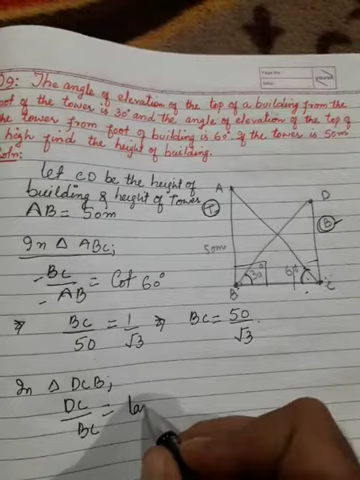 Q9: The angle of elevation of the top of a building from the
foot of the tower is 30° and the angle of elevation of the top of
the tower from foot of building is 60° If the tower is 50m
high find the height of building.
Soln:
Let CD be the height of
building & height of Tower
AB = 50m
In Δ ABC;
BC/AB = Cot 60°
⇒ BC/50 = 1/√3 ⇒ BC = 50/√3
In Δ DCB;
DC/BC = ta
A
D
T
B
50m
30°
60°
B
C